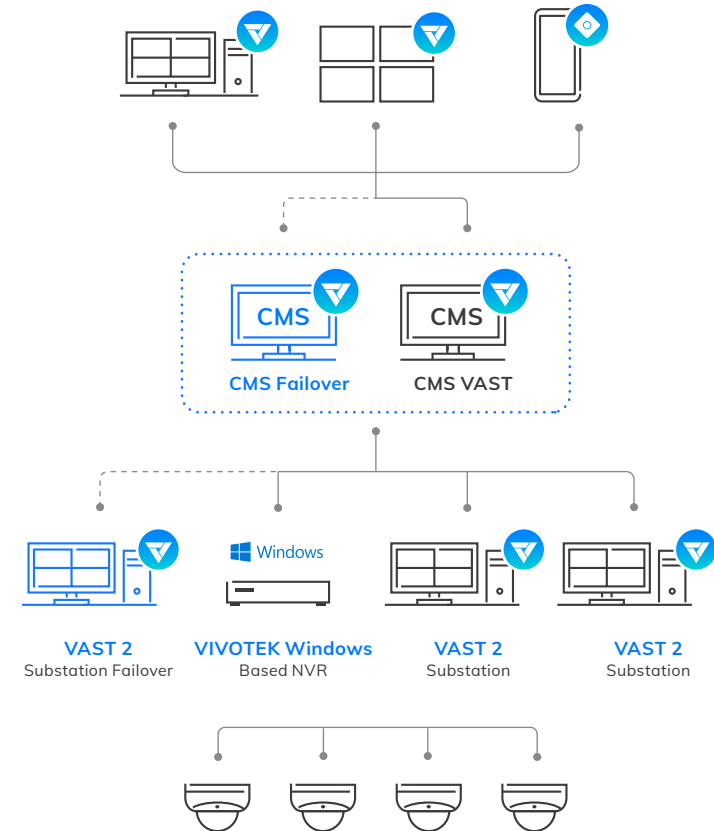 CMS
CMS
CMS Failover
CMS VAST
Windows
VAST 2
Substation Failover
VIVOTEK Windows
Based NVR
VAST 2
Substation
VAST 2
Substation